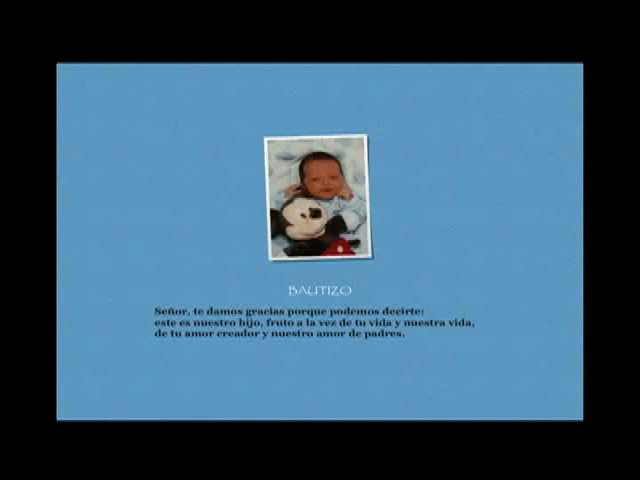 BAUTIZO
Señor, te damos gracias porque podemos decirte:
este es nuestro hijo, fruto a la vez de tu vida y nuestra vida,
de tu amor creador y nuestro amor de padres.